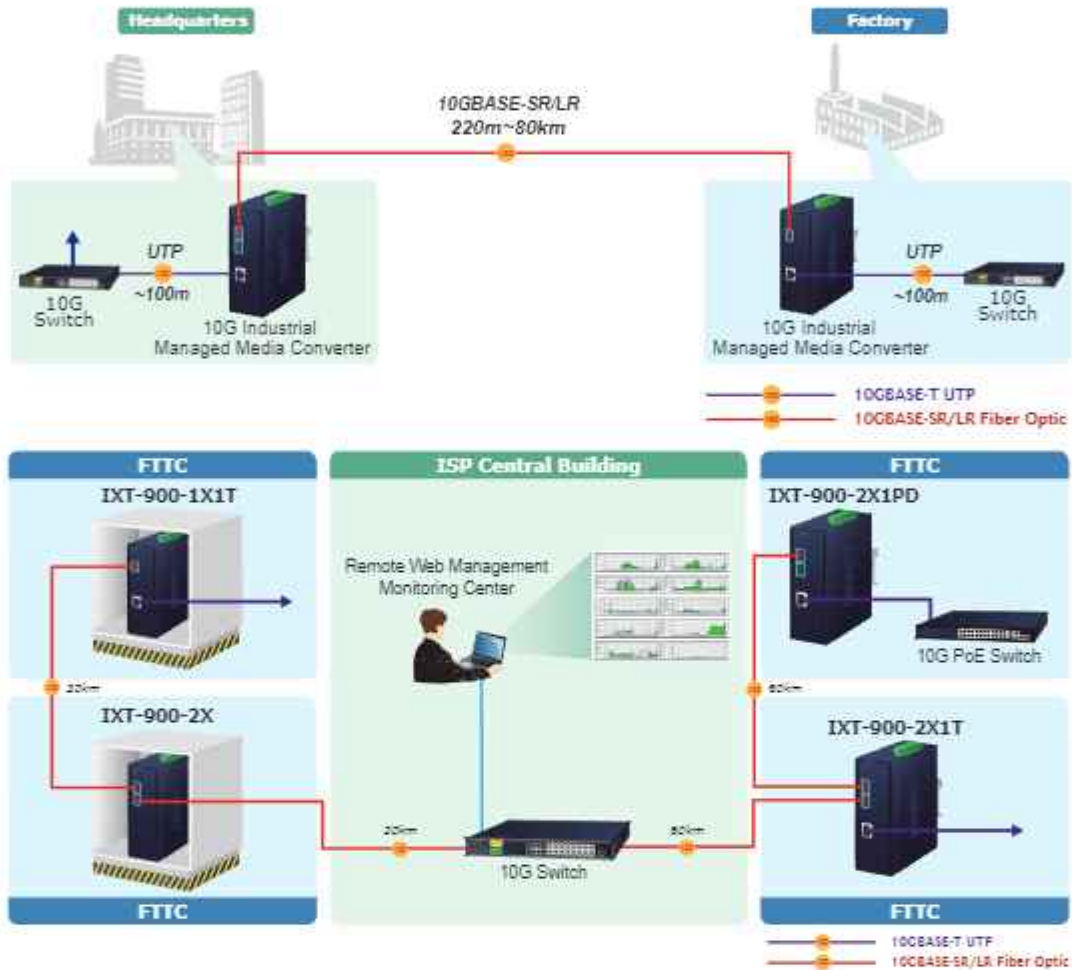 Headquarters
Factory
10GBASE-SR/LR
220m~80km
UTP
~100m
10G
Switch
10G Industrial
Managed Media Converter
UTP
~100m
10G
Switch
10G Industrial
Managed Media Converter
10GBASE-T UTP
10GBASE-SR/LR Fiber Optic
FTTC
ISP Central Building
FTTC
IXT-900-1X1T
IXT-900-2X1PD
Remote Web Management
Monitoring Center
10G PoE Switch
20km
60km
IXT-900-2X
IXT-900-2X1T
20km
10G Switch
FTTC
FTTC
10GBASE-T UTP
10GBASE-SR/LR Fiber Optic